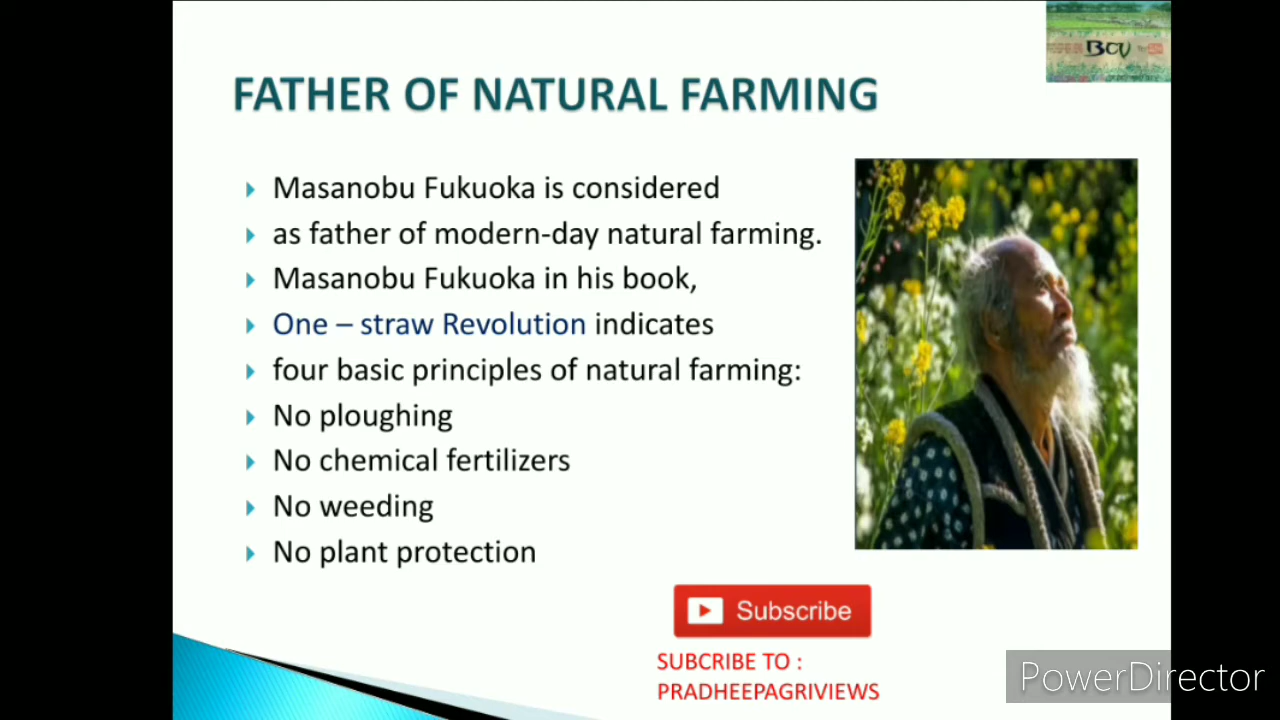 FATHER OF NATURAL FARMING
Masanobu Fukuoka is considered
as father of modern-day natural farming.
Masanobu Fukuoka in his book,
One – straw Revolution indicates
four basic principles of natural farming:
No ploughing
No chemical fertilizers
No weeding
No plant protection
Subscribe
SUBCRIBE TO :
PRADHEEPAGRIVIEWS
PowerDirector